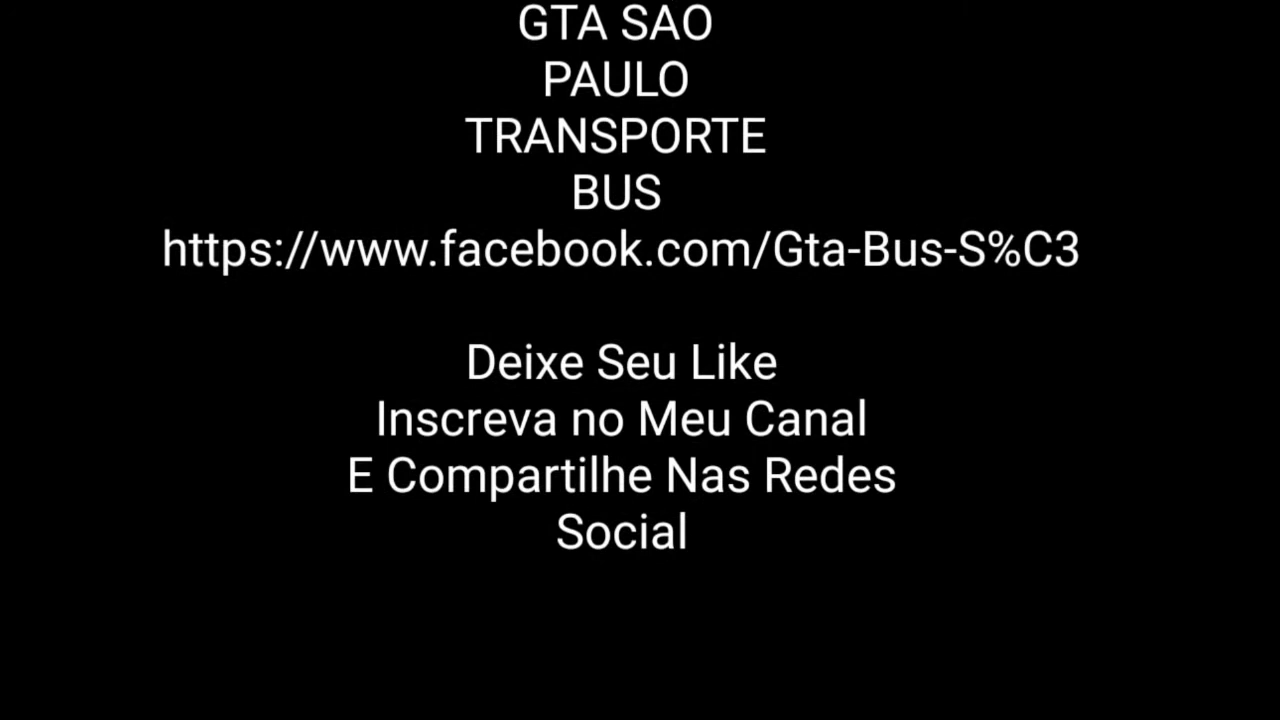 GTA SAO
PAULO
TRANSPORTE
BUS
https://www.facebook.com/Gta-Bus-S%C3
Deixe Seu Like
Inscreva no Meu Canal
E Compartilhe Nas Redes
Social